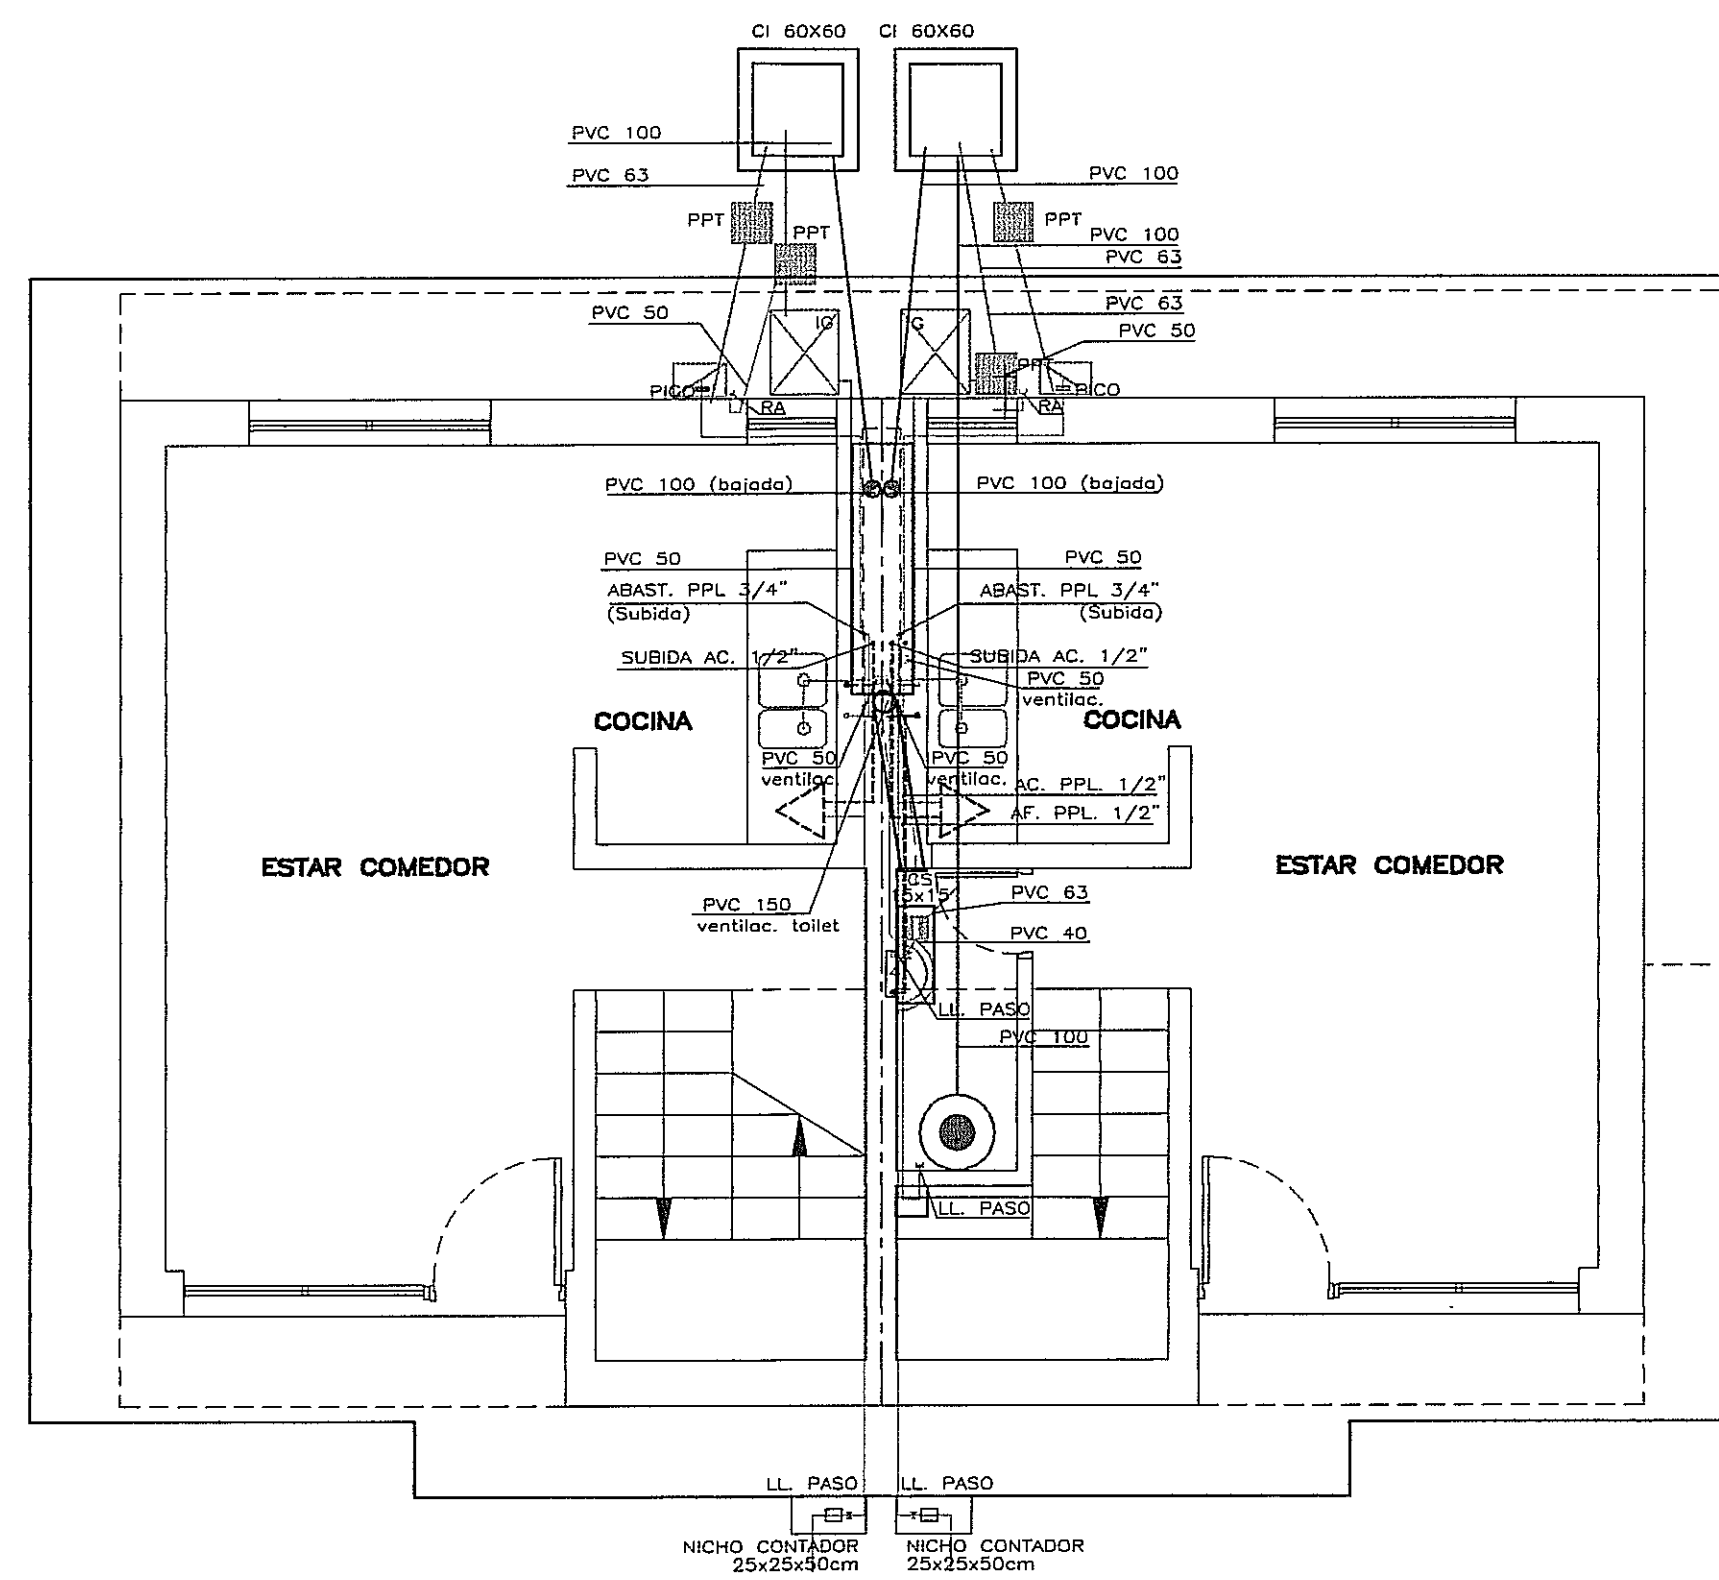 CI 60X60
CI 60X60
PVC 100
PVC 63
PVC 100
PPT
PPT
PPT
PVC 100
PVC 63
PVC 50
IG
G
PVC 63
PVC 50
PPT
PICO
RA
RA
PICO
PVC 100 (bajada)
PVC 100 (bajada)
PVC 50
PVC 50
ABAST. PPL 3/4"
(Subida)
ABAST. PPL 3/4"
(Subida)
SUBIDA AC. 1/2"
SUBIDA AC. 1/2"
PVC 50
ventilac.
COCINA
COCINA
PVC 50
ventilac.
PVC 50
ventilac.
AC. PPL. 1/2"
AF. PPL. 1/2"
ESTAR COMEDOR
ESTAR COMEDOR
CS
15x15
PVC 63
PVC 150
ventilac. toilet
PVC 40
LL. PASO
PVC 100
LL. PASO
LL. PASO
LL. PASO
NICHO CONTADOR
25x25x50cm
NICHO CONTADOR
25x25x50cm